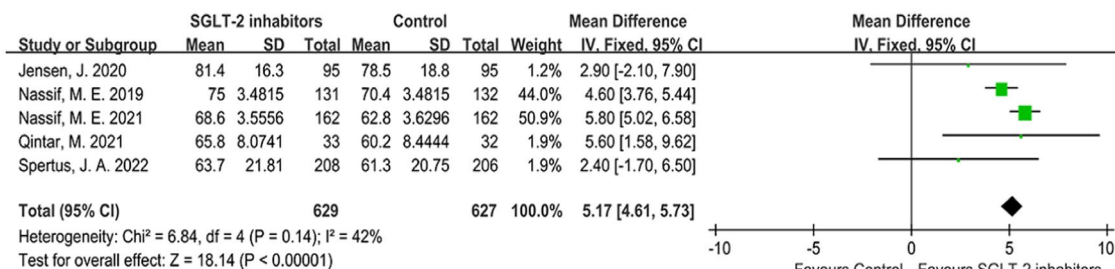 SGLT-2 inhabitors Control Mean Difference Mean Difference
Study or Subgroup Mean SD Total Mean SD Total Weight IV, Fixed, 95% CI IV, Fixed, 95% CI
Jensen, J. 2020 81.4 16.3 95 78.5 18.8 95 1.2% 2.90 [-2.10, 7.90]
Nassif, M. E. 2019 75 3.4815 131 70.4 3.4815 132 44.0% 4.60 [3.76, 5.44]
Nassif, M. E. 2021 68.6 3.5556 162 62.8 3.6296 162 50.9% 5.80 [5.02, 6.58]
Qintar, M. 2021 65.8 8.0741 33 60.2 8.4444 32 1.9% 5.60 [1.58, 9.62]
Spertus, J. A. 2022 63.7 21.81 208 61.3 20.75 206 1.9% 2.40 [-1.70, 6.50]
Total (95% CI) 629 627 100.0% 5.17 [4.61, 5.73]
Heterogeneity: Chi² = 6.84, df = 4 (P = 0.14); I² = 42%
Test for overall effect: Z = 18.14 (P < 0.00001)
-10 -5 0 5 10
Favours Control Favours SGLT-2 inhabitors